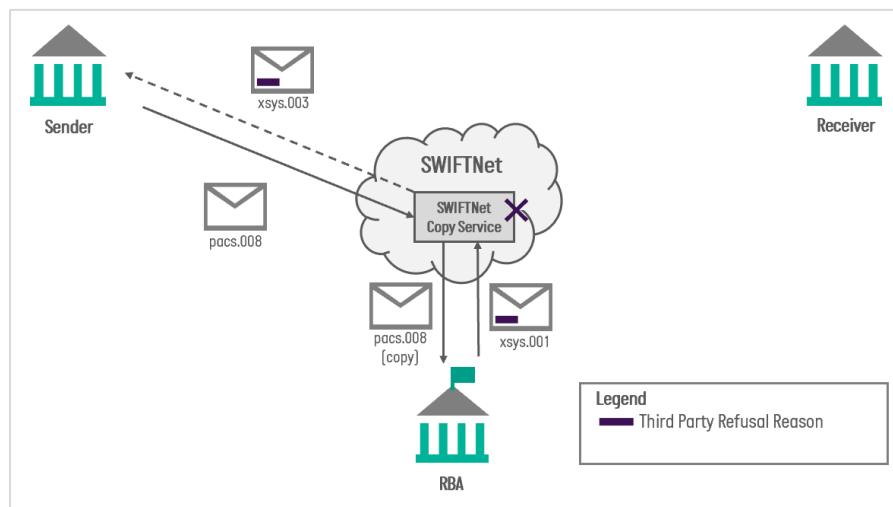 xsys.003
Sender
Receiver
SWIFTNet
pacs.008
SWIFTNet
Copy Service
pacs.008
(copy)
xsys.001
RBA
Legend
Third Party Refusal Reason